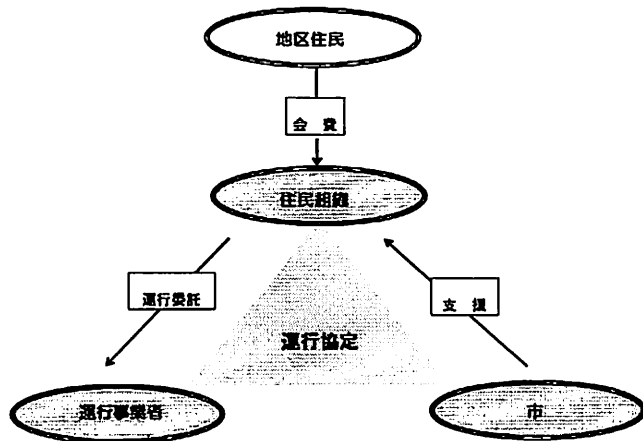 地区住民
会 費
住民組織
運行委託
支 援
運行協定
運行事業者
市